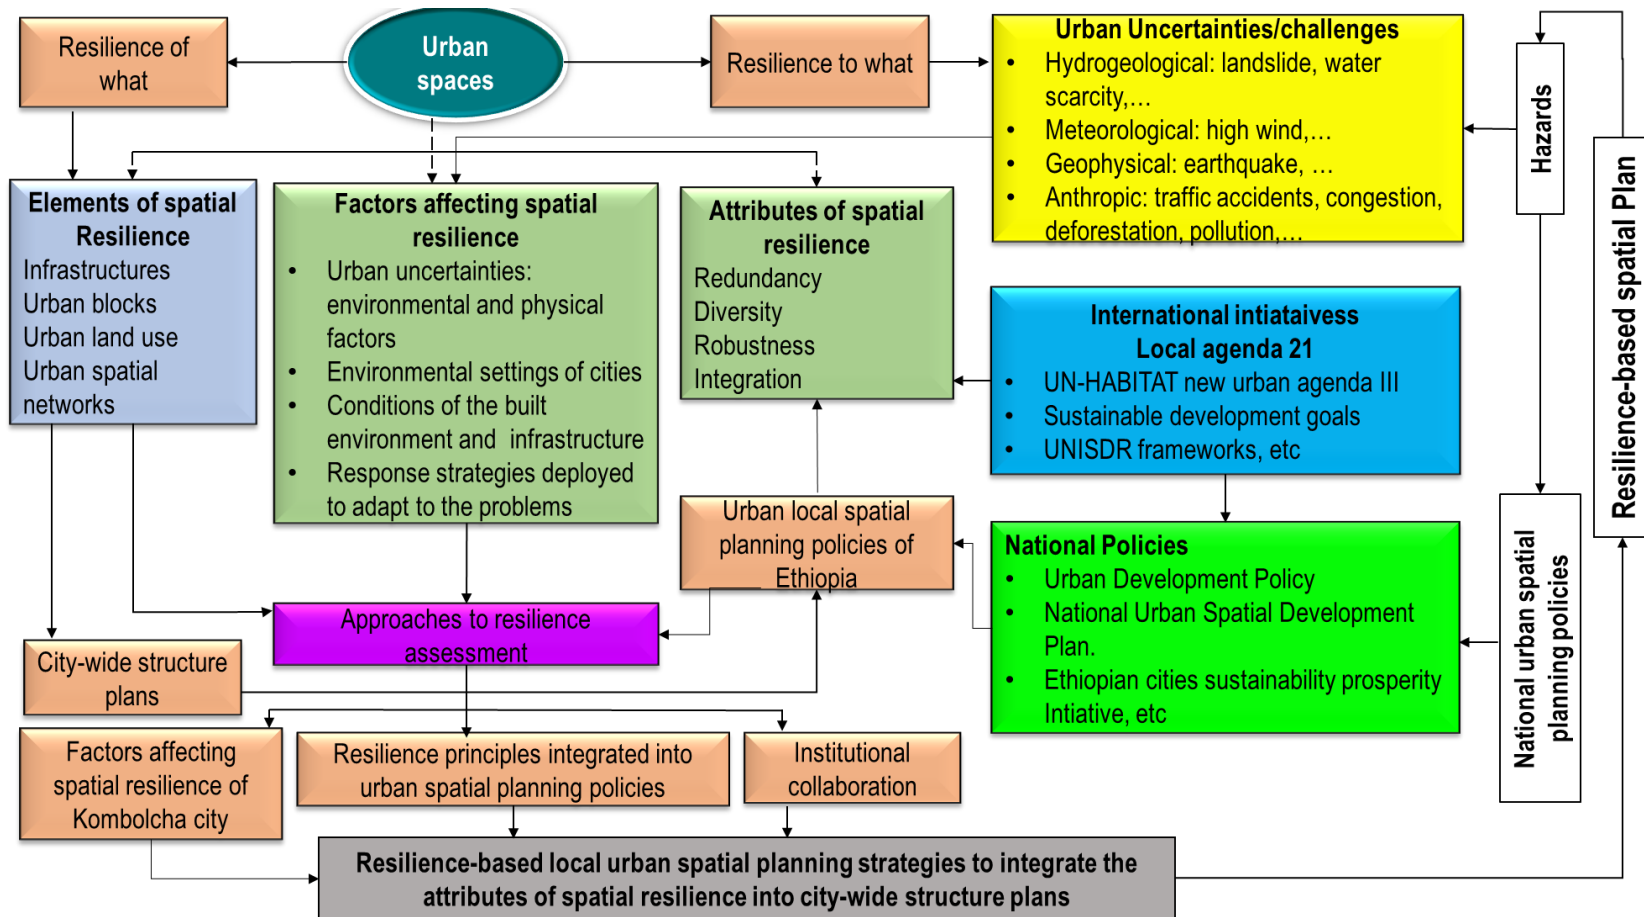 Resilience of
what
Urban
spaces
Resilience to what
Urban Uncertainties/challenges
• Hydrogeological: landslide, water
scarcity,…
• Meteorological: high wind,…
• Geophysical: earthquake, …
• Anthropic: traffic accidents, congestion,
deforestation, pollution,…
Hazards
Resilience-based spatial Plan
Elements of spatial
Resilience
Infrastructures
Urban blocks
Urban land use
Urban spatial
networks
Factors affecting spatial
resilience
• Urban uncertainties:
environmental and physical
factors
• Environmental settings of cities
• Conditions of the built
environment and infrastructure
• Response strategies deployed
to adapt to the problems
Attributes of spatial
resilience
Redundancy
Diversity
Robustness
Integration
International intiataivess
Local agenda 21
• UN-HABITAT new urban agenda III
• Sustainable development goals
• UNISDR frameworks, etc
Urban local spatial
planning policies of
Ethiopia
National Policies
• Urban Development Policy
• National Urban Spatial Development
Plan.
• Ethiopian cities sustainability prosperity
Intiative, etc
National urban spatial
planning policies
Approaches to resilience
assessment
City-wide structure
plans
Factors affecting
spatial resilience of
Kombolcha city
Resilience principles integrated into
urban spatial planning policies
Institutional
collaboration
Resilience-based local urban spatial planning strategies to integrate the
attributes of spatial resilience into city-wide structure plans